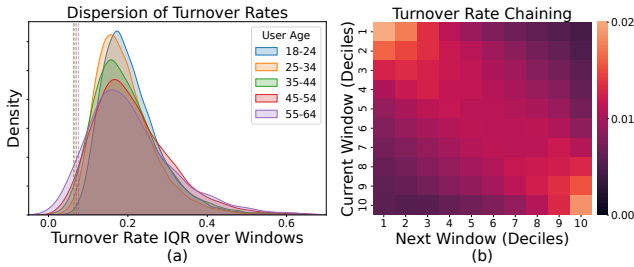 Dispersion of Turnover Rates
User Age
18-24
25-34
35-44
45-54
55-64
Density
0.0 0.2 0.4 0.6
Turnover Rate IQR over Windows
(a)
Turnover Rate Chaining
Current Window (Deciles)
1
2
3
4
5
6
7
8
9
10
1 2 3 4 5 6 7 8 9 10
Next Window (Deciles)
(b)
0.02
0.01
0.00